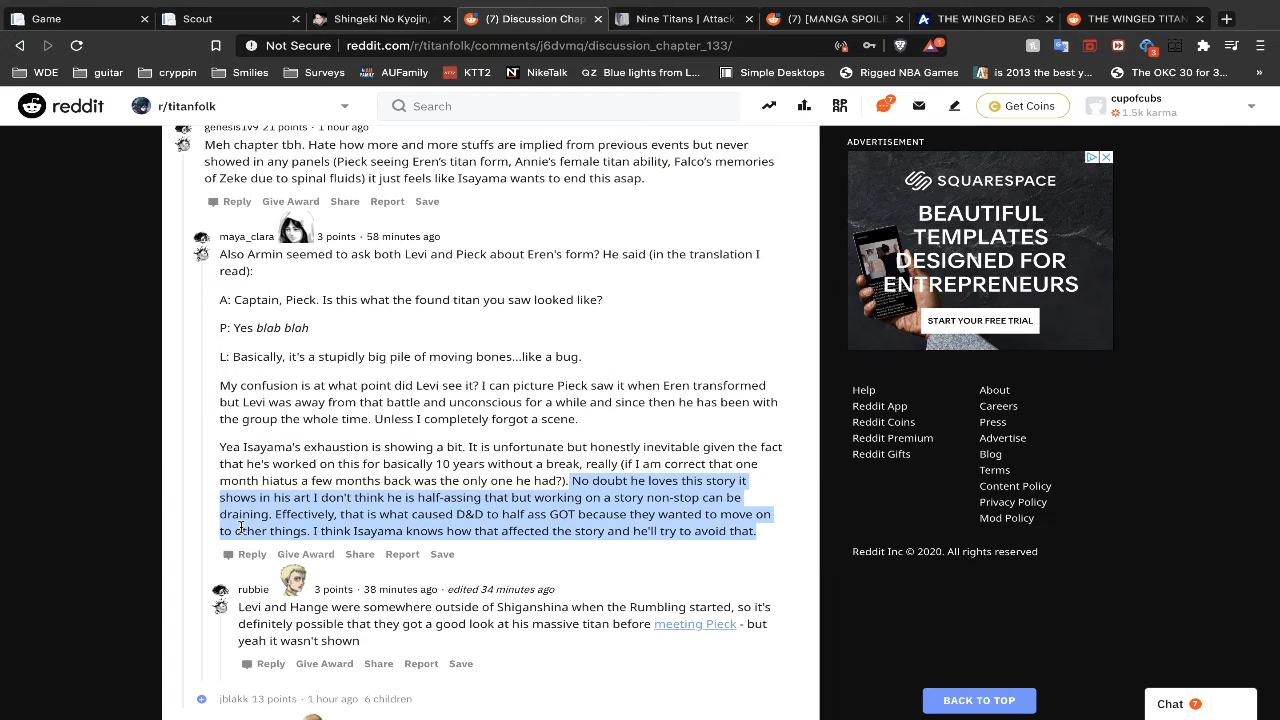 Game
Scout
Shingeki No Kyojin,
(7) Discussion Chap
Nine Titans | Attack
(7) [MANGA SPOILE
THE WINGED BEAS
THE WINGED TITAN
Not Secure reddit.com/r/titanfolk/comments/j6dvmq/discussion_chapter_133/
WDE guitar cryppin Smilies Surveys AUFamily KTT2 NikeTalk Blue lights from L... Simple Desktops Rigged NBA Games is 2013 the best y... The OKC 30 for 3... »
reddit r/titanfolk Search 7 Get Coins cupofcubs
1.5k karma
genesis1v9 21 points · 1 hour ago
Meh chapter tbh. Hate how more and more stuffs are implied from previous events but never
showed in any panels (Pieck seeing Eren's titan form, Annie's female titan ability, Falco's memories
of Zeke due to spinal fluids) it just feels like Isayama wants to end this asap.
Reply Give Award Share Report Save
maya_clara 3 points · 58 minutes ago
Also Armin seemed to ask both Levi and Pieck about Eren's form? He said (in the translation I
read):
A: Captain, Pieck. Is this what the found titan you saw looked like?
P: Yes blab blah
L: Basically, it's a stupidly big pile of moving bones...like a bug.
My confusion is at what point did Levi see it? I can picture Pieck saw it when Eren transformed
but Levi was away from that battle and unconscious for a while and since then he has been with
the group the whole time. Unless I completely forgot a scene.
Yea Isayama's exhaustion is showing a bit. It is unfortunate but honestly inevitable given the fact
that he's worked on this for basically 10 years without a break, really (if I am correct that one
month hiatus a few months back was the only one he had?). No doubt he loves this story it
shows in his art I don't think he is half-assing that but working on a story non-stop can be
draining. Effectively, that is what caused D&D to half ass GOT because they wanted to move on
to other things. I think Isayama knows how that affected the story and he'll try to avoid that.
Reply Give Award Share Report Save
rubbie 3 points · 38 minutes ago · edited 34 minutes ago
Levi and Hange were somewhere outside of Shiganshina when the Rumbling started, so it's
definitely possible that they got a good look at his massive titan before meeting Pieck - but
yeah it wasn't shown
Reply Give Award Share Report Save
jblakk 13 points · 1 hour ago 6 children
ADVERTISEMENT
SQUARESPACE
BEAUTIFUL
TEMPLATES
DESIGNED FOR
ENTREPRENEURS
START YOUR FREE TRIAL
Help About
Reddit App Careers
Reddit Coins Press
Reddit Premium Advertise
Reddit Gifts Blog
Terms
Content Policy
Privacy Policy
Mod Policy
Reddit Inc © 2020. All rights reserved
BACK TO TOP
Chat 7